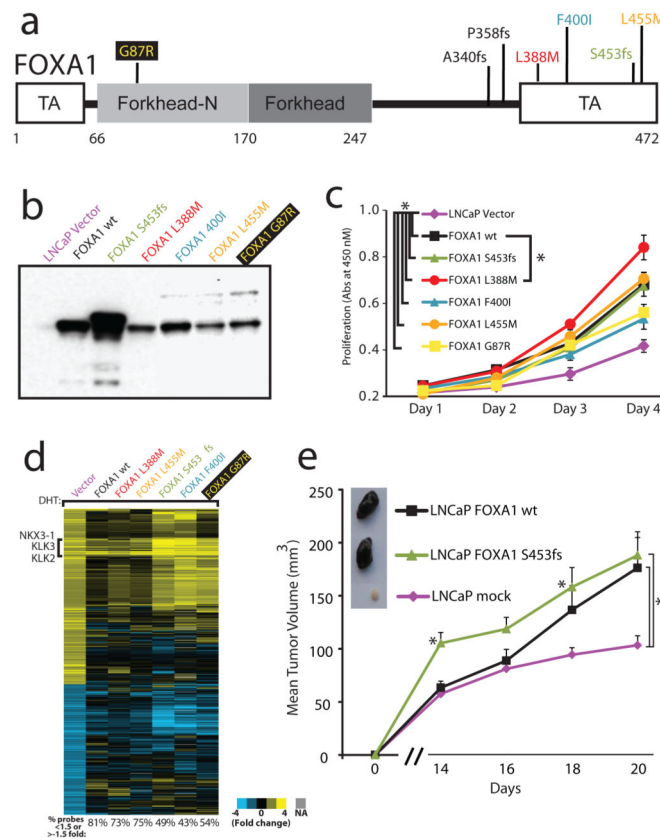 a
FOXA1
G87R
A340fs
P358fs
L388M
F400I
S453fs
L455M
TA
Forkhead-N
Forkhead
TA
1
66
170
247
472
b
LNCaP Vector
FOXA1 wt
FOXA1 S453fs
FOXA1 L388M
FOXA1 400I
FOXA1 L455M
FOXA1 G87R
c
Proliferation (Abs at 450 nM)
1.0
0.8
0.6
0.4
0.2
*
LNCaP Vector
FOXA1 wt
FOXA1 S453fs
FOXA1 L388M
*
FOXA1 F400I
FOXA1 L455M
FOXA1 G87R
Day 1
Day 2
Day 3
Day 4
d
DHT:
Vector
FOXA1 wt
FOXA1 L388M
FOXA1 L455M
FOXA1 S453 fs
FOXA1 F400I
FOXA1 G87R
NKX3-1
KLK3
KLK2
% probes
<1.5 or
>-1.5 fold:
81% 73% 75% 49% 43% 54%
-4 0 4
(Fold change)
NA
e
Mean Tumor Volume (mm3)
250
200
150
100
50
0
LNCaP FOXA1 wt
LNCaP FOXA1 S453fs
LNCaP mock
*
*
*
0 14 16 18 20
Days